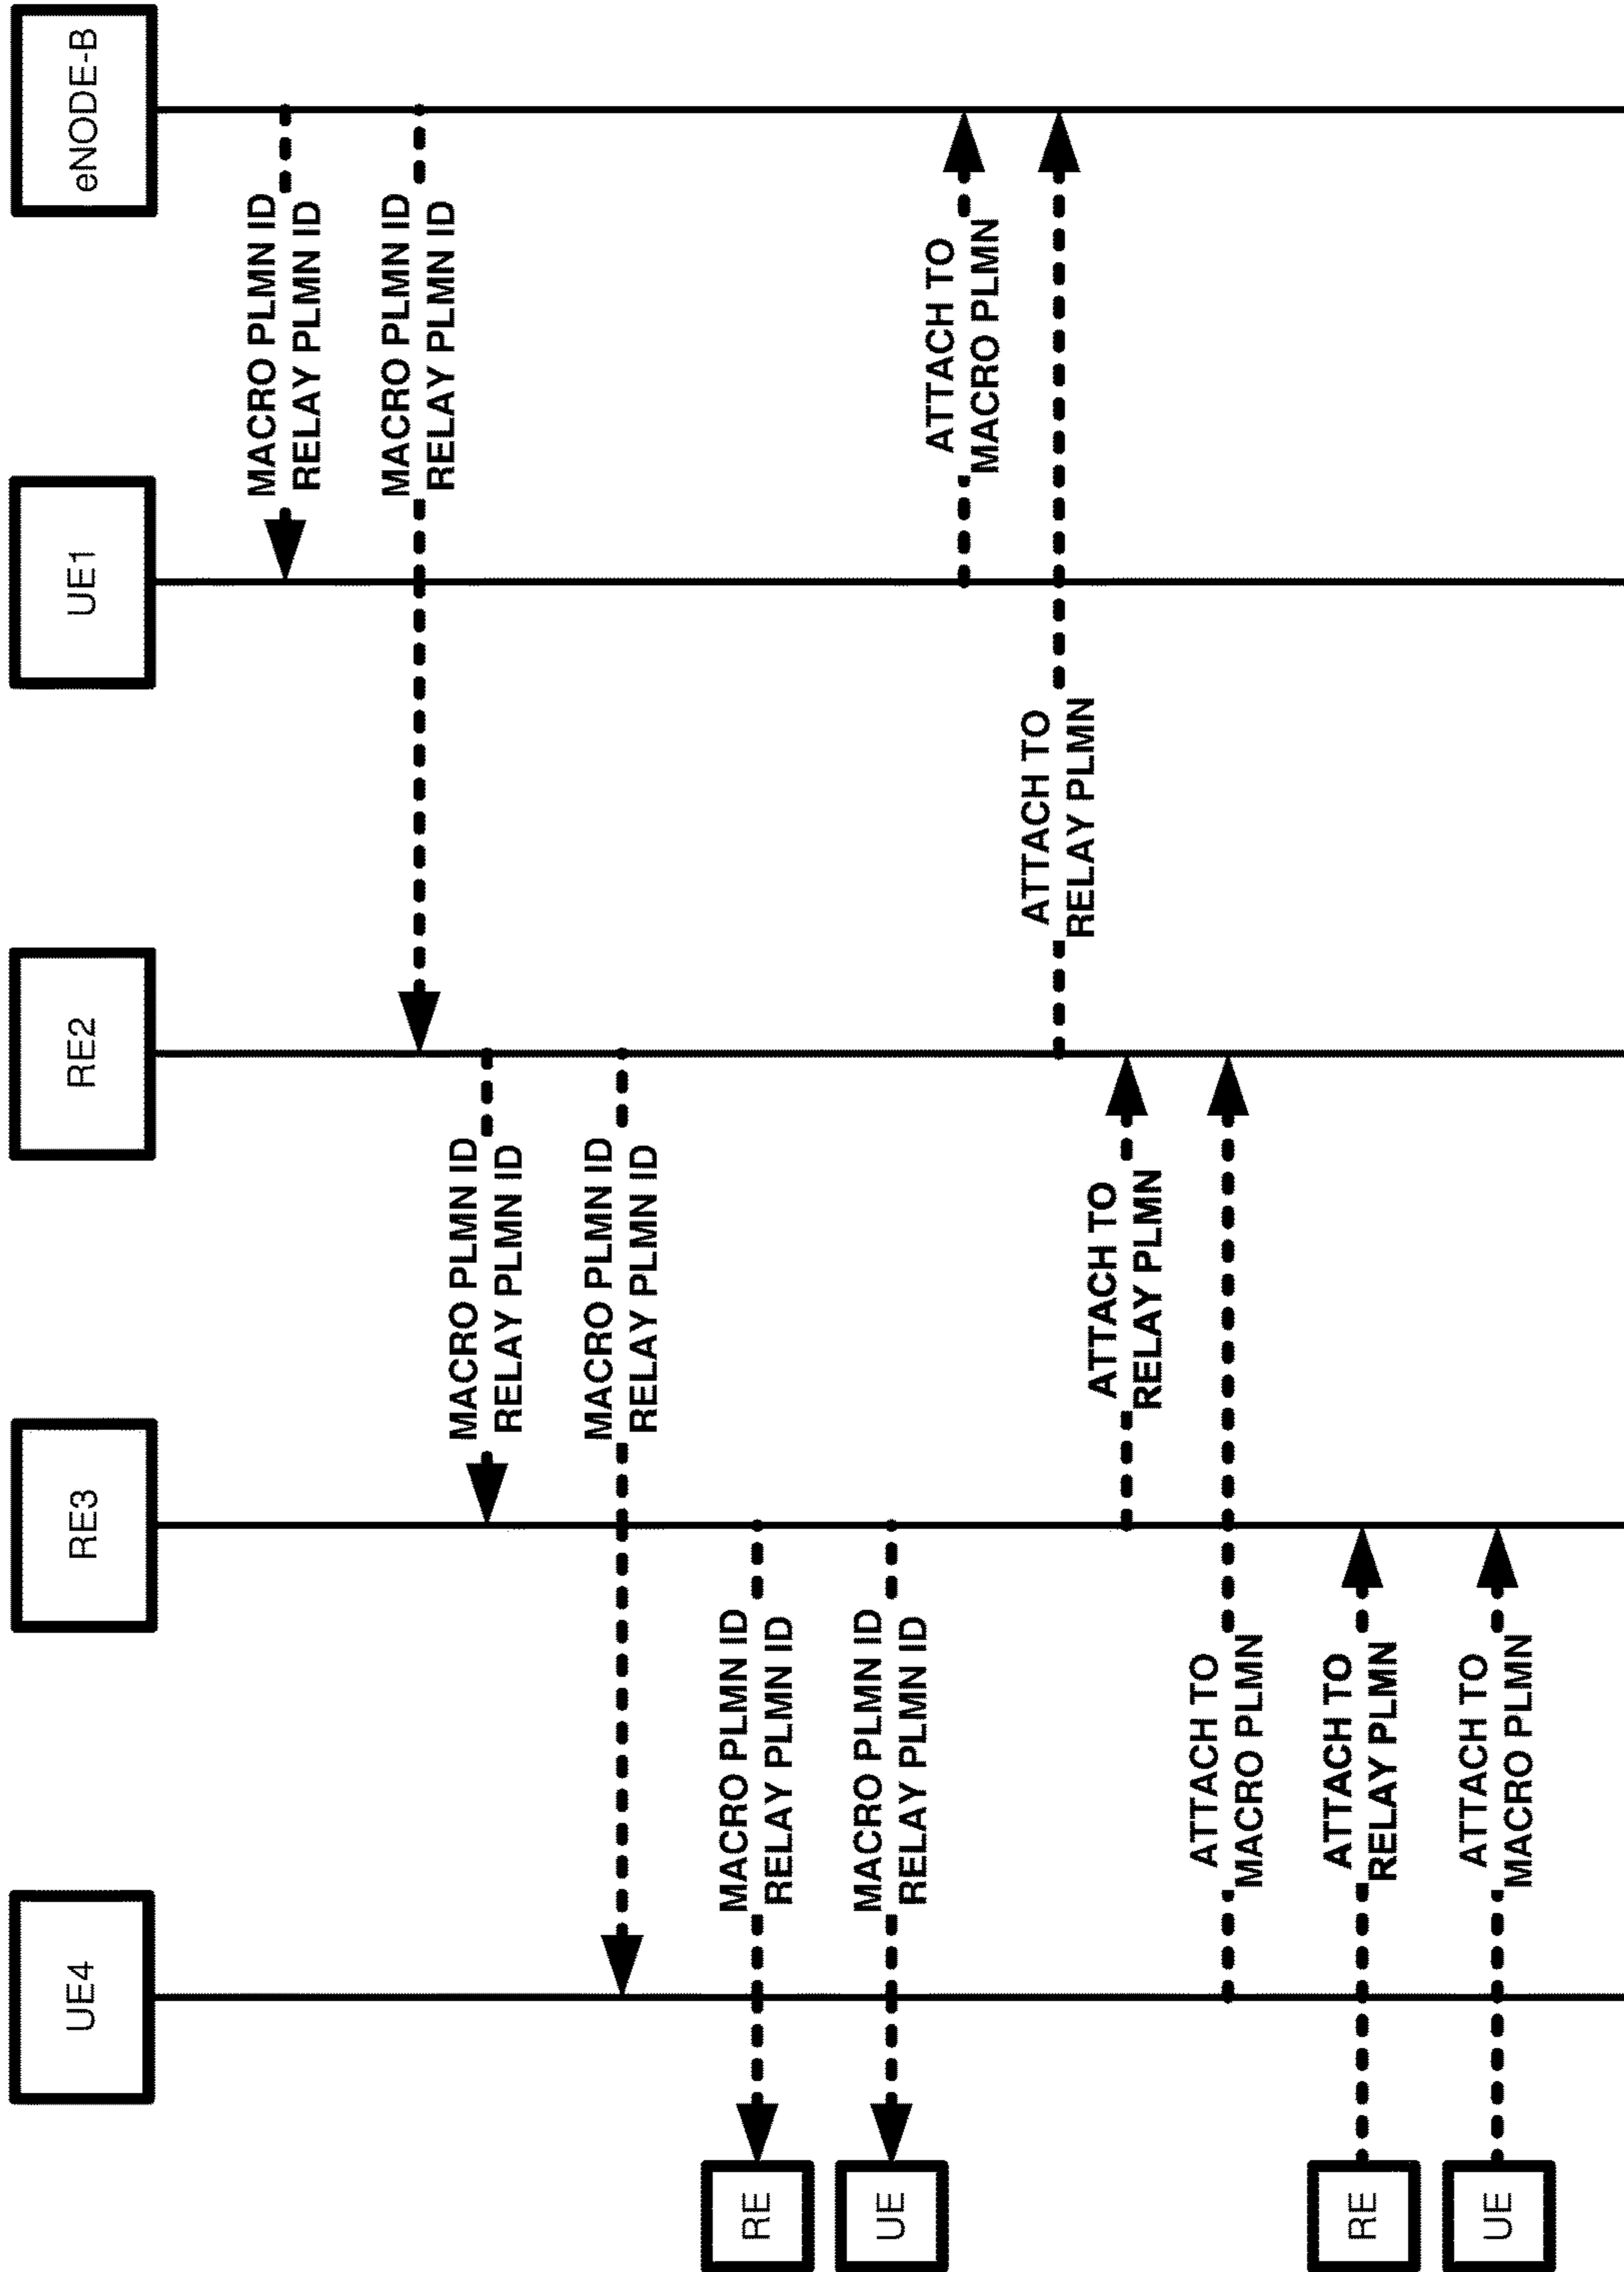 UE4
RE3
RE2
UE1
eNODE-B
MACRO PLMN ID
RELAY PLMN ID
MACRO PLMN ID
RELAY PLMN ID
MACRO PLMN ID
RELAY PLMN ID
MACRO PLMN ID
RELAY PLMN ID
RE
MACRO PLMN ID
RELAY PLMN ID
UE
MACRO PLMN ID
RELAY PLMN ID
ATTACH TO
MACRO PLMN
ATTACH TO
RELAY PLMN
ATTACH TO
RELAY PLMN
ATTACH TO
MACRO PLMN
RE
ATTACH TO
RELAY PLMN
UE
ATTACH TO
MACRO PLMN